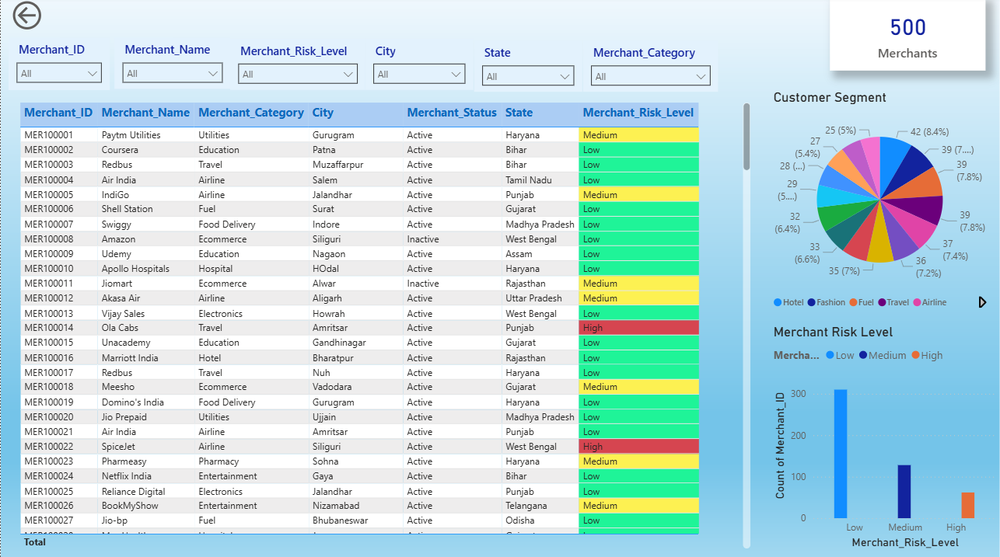 500
Merchants
Merchant_ID Merchant_Name Merchant_Risk_Level City State Merchant_Category
All All All All All All
Merchant_ID Merchant_Name Merchant_Category City Merchant_Status State Merchant_Risk_Level
MER100001 Paytm Utilities Utilities Gurugram Active Haryana Medium
MER100002 Coursera Education Patna Active Bihar Low
MER100003 Redbus Travel Muzaffarpur Active Bihar Low
MER100004 Air India Airline Salem Active Tamil Nadu Low
MER100005 IndiGo Airline Jalandhar Active Punjab Medium
MER100006 Shell Station Fuel Surat Active Gujarat Low
MER100007 Swiggy Food Delivery Indore Active Madhya Pradesh Low
MER100008 Amazon Ecommerce Siliguri Inactive West Bengal Low
MER100009 Udemy Education Nagaon Active Assam Low
MER100010 Apollo Hospitals Hospital HOdal Active Haryana Low
MER100011 Jiomart Ecommerce Alwar Inactive Rajasthan Medium
MER100012 Akasa Air Airline Aligarh Active Uttar Pradesh Medium
MER100013 Vijay Sales Electronics Howrah Active West Bengal Low
MER100014 Ola Cabs Travel Amritsar Active Punjab High
MER100015 Unacademy Education Gandhinagar Active Gujarat Low
MER100016 Marriott India Hotel Bharatpur Active Rajasthan Low
MER100017 Redbus Travel Nuh Active Haryana Low
MER100018 Meesho Ecommerce Vadodara Active Gujarat Medium
MER100019 Domino's India Food Delivery Gurugram Active Haryana Low
MER100020 Jio Prepaid Utilities Ujjain Active Madhya Pradesh Low
MER100021 Air India Airline Amritsar Active Punjab Low
MER100022 SpiceJet Airline Siliguri Active West Bengal High
MER100023 Pharmeasy Pharmacy Sohna Active Haryana Medium
MER100024 Netflix India Entertainment Gaya Active Bihar Low
MER100025 Reliance Digital Electronics Jalandhar Active Punjab Low
MER100026 BookMyShow Entertainment Nizamabad Active Telangana Medium
MER100027 Jio-bp Fuel Bhubaneswar Active Odisha Low
Total
Customer Segment
42 (8.4%)
39 (7....)
39
(7.8%)
39
(7.8%)
37
(7.4%)
36
(7.2%)
35 (7%)
33
(6.6%)
32
(6.4%)
29
(5....)
28 (...)
27
(5.4%)
25 (5%)
Hotel Fashion Fuel Travel Airline
Merchant Risk Level
Mercha... Low Medium High
Count of Merchant_ID
300
200
100
0
Low Medium High
Merchant_Risk_Level